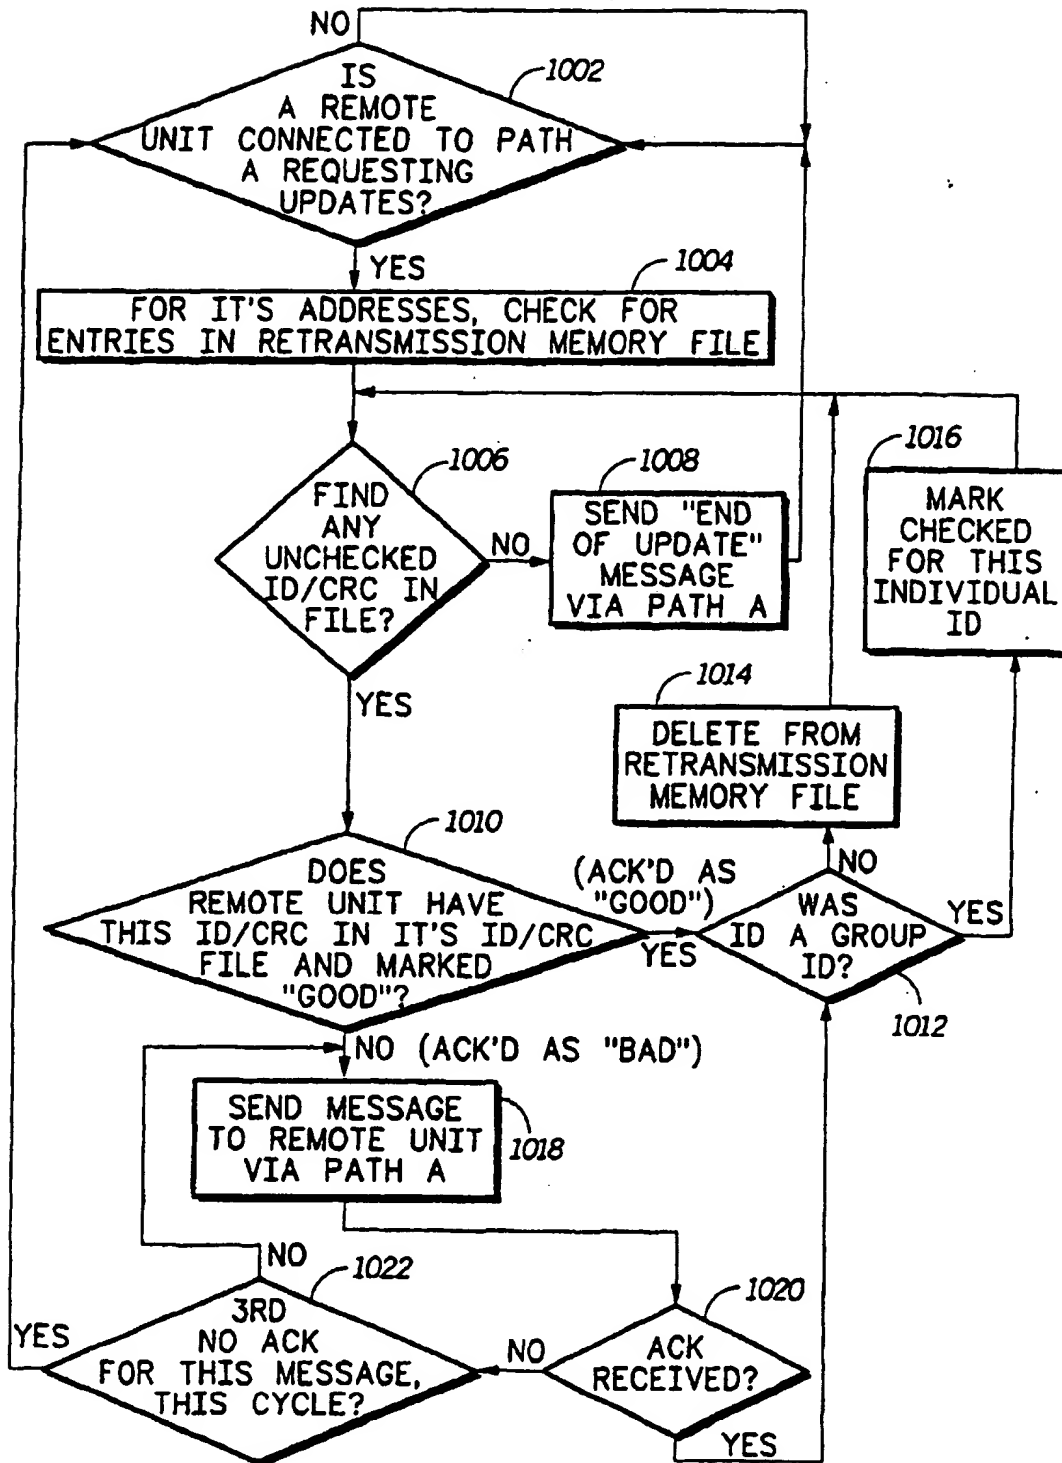 NO
1002
IS
A REMOTE
UNIT CONNECTED TO PATH
A REQUESTING
UPDATES?
YES
1004
FOR IT'S ADDRESSES, CHECK FOR
ENTRIES IN RETRANSMISSION MEMORY FILE
1006
FIND
ANY
UNCHECKED
ID/CRC IN
FILE?
NO
1008
SEND "END
OF UPDATE"
MESSAGE
VIA PATH A
1016
MARK
CHECKED
FOR THIS
INDIVIDUAL
ID
YES
1014
DELETE FROM
RETRANSMISSION
MEMORY FILE
1010
DOES
REMOTE UNIT HAVE
THIS ID/CRC IN IT'S ID/CRC
FILE AND MARKED
"GOOD"?
(ACK'D AS
"GOOD")
YES
NO
WAS
ID A GROUP
ID?
YES
1012
NO (ACK'D AS "BAD")
SEND MESSAGE
TO REMOTE UNIT
VIA PATH A
1018
NO
1022
3RD
NO ACK
FOR THIS MESSAGE,
THIS CYCLE?
YES
NO
1020
ACK
RECEIVED?
YES